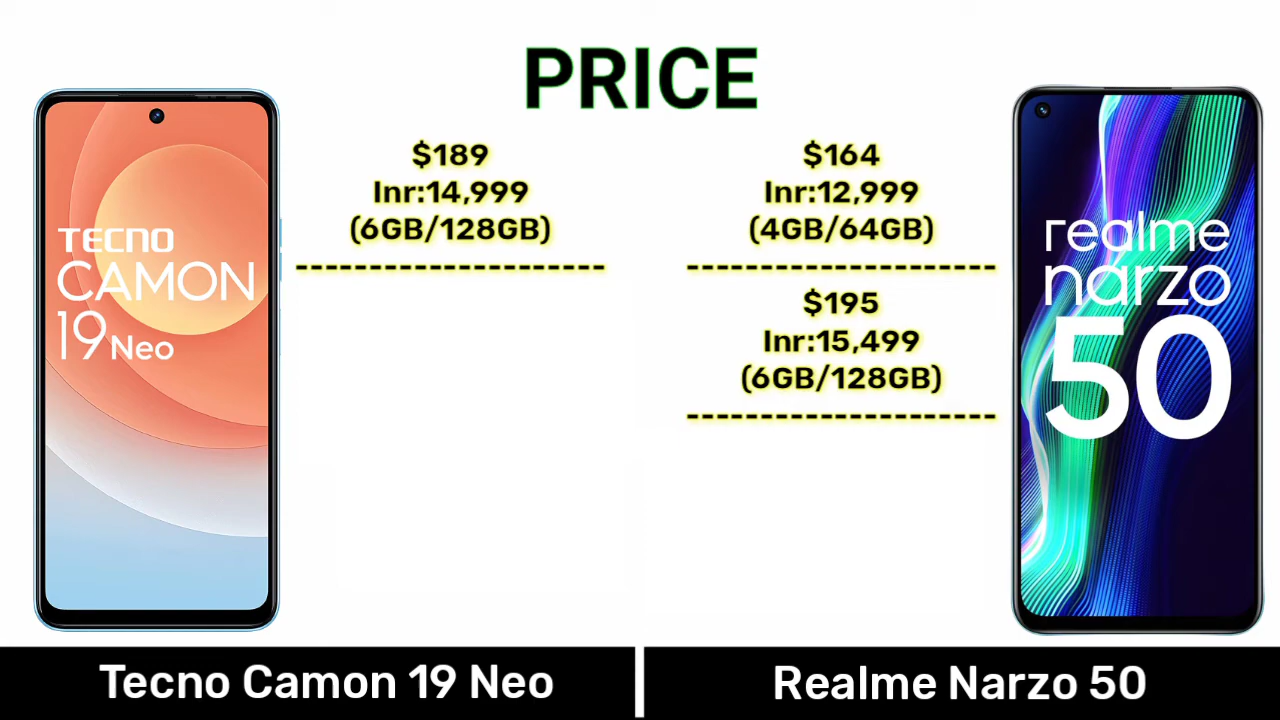 PRICE
$189
Inr:14,999
(6GB/128GB)
--------------------
$164
Inr:12,999
(4GB/64GB)
--------------------
$195
Inr:15,499
(6GB/128GB)
--------------------
TECNO
CAMON
19 Neo
realme
narzo
50
Tecno Camon 19 Neo
Realme Narzo 50